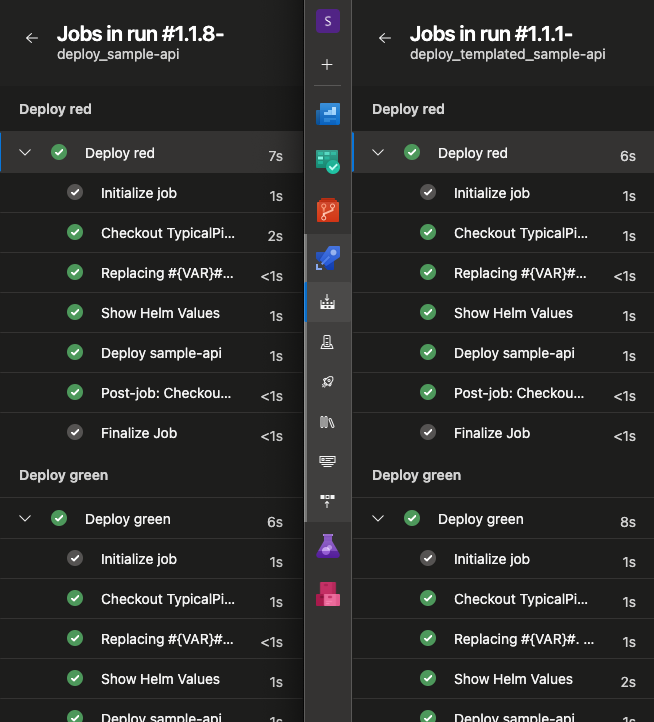 Jobs in run #1.1.8-
deploy_sample-api
Deploy red
Deploy red 7s
Initialize job 1s
Checkout TypicalPi... 2s
Replacing #{VAR}#... <1s
Show Helm Values 1s
Deploy sample-api 1s
Post-job: Checkou... <1s
Finalize Job <1s
Deploy green
Deploy green 6s
Initialize job 1s
Checkout TypicalPi... 1s
Replacing #{VAR}#... <1s
Show Helm Values 1s
Deploy sample-api 1s
S
Jobs in run #1.1.1-
deploy_templated_sample-api
Deploy red
Deploy red 6s
Initialize job 1s
Checkout TypicalPi... 1s
Replacing #{VAR}#... <1s
Show Helm Values 1s
Deploy sample-api 1s
Post-job: Checkou... <1s
Finalize Job <1s
Deploy green
Deploy green 8s
Initialize job 1s
Checkout TypicalPi... 1s
Replacing #{VAR}#. ... 1s
Show Helm Values 2s
Deploy sample-api 1s